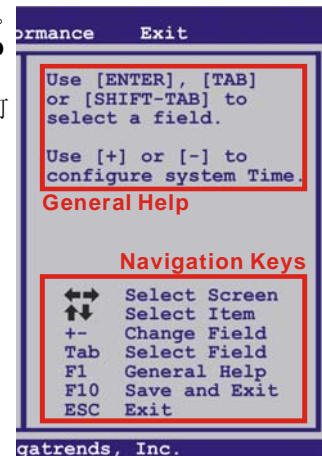 ormance Exit
Use [ENTER], [TAB]
or [SHIFT-TAB] to
select a field.
Use [+] or [-] to
configure system Time.
General Help
Navigation Keys
←→ Select Screen
↑↓ Select Item
+- Change Field
Tab Select Field
F1 General Help
F10 Save and Exit
ESC Exit
gatrends, Inc.